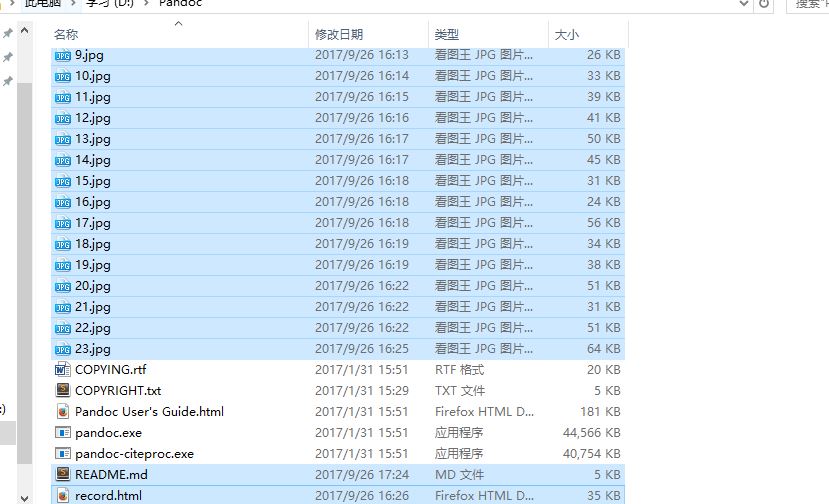 此电脑 > 学习 (D:) > Pandoc
名称 修改日期 类型 大小
9.jpg 2017/9/26 16:13 看图王 JPG 图片... 26 KB
10.jpg 2017/9/26 16:14 看图王 JPG 图片... 33 KB
11.jpg 2017/9/26 16:15 看图王 JPG 图片... 39 KB
12.jpg 2017/9/26 16:16 看图王 JPG 图片... 41 KB
13.jpg 2017/9/26 16:17 看图王 JPG 图片... 50 KB
14.jpg 2017/9/26 16:17 看图王 JPG 图片... 45 KB
15.jpg 2017/9/26 16:18 看图王 JPG 图片... 31 KB
16.jpg 2017/9/26 16:18 看图王 JPG 图片... 24 KB
17.jpg 2017/9/26 16:18 看图王 JPG 图片... 56 KB
18.jpg 2017/9/26 16:19 看图王 JPG 图片... 34 KB
19.jpg 2017/9/26 16:19 看图王 JPG 图片... 38 KB
20.jpg 2017/9/26 16:22 看图王 JPG 图片... 51 KB
21.jpg 2017/9/26 16:22 看图王 JPG 图片... 31 KB
22.jpg 2017/9/26 16:22 看图王 JPG 图片... 51 KB
23.jpg 2017/9/26 16:25 看图王 JPG 图片... 64 KB
COPYING.rtf 2017/1/31 15:51 RTF 格式 20 KB
COPYRIGHT.txt 2017/1/31 15:29 TXT 文件 5 KB
Pandoc User's Guide.html 2017/1/31 15:51 Firefox HTML D... 181 KB
pandoc.exe 2017/1/31 15:51 应用程序 44,566 KB
pandoc-citeproc.exe 2017/1/31 15:51 应用程序 40,754 KB
README.md 2017/9/26 17:24 MD 文件 5 KB
record.html 2017/9/26 16:26 Firefox HTML D... 35 KB